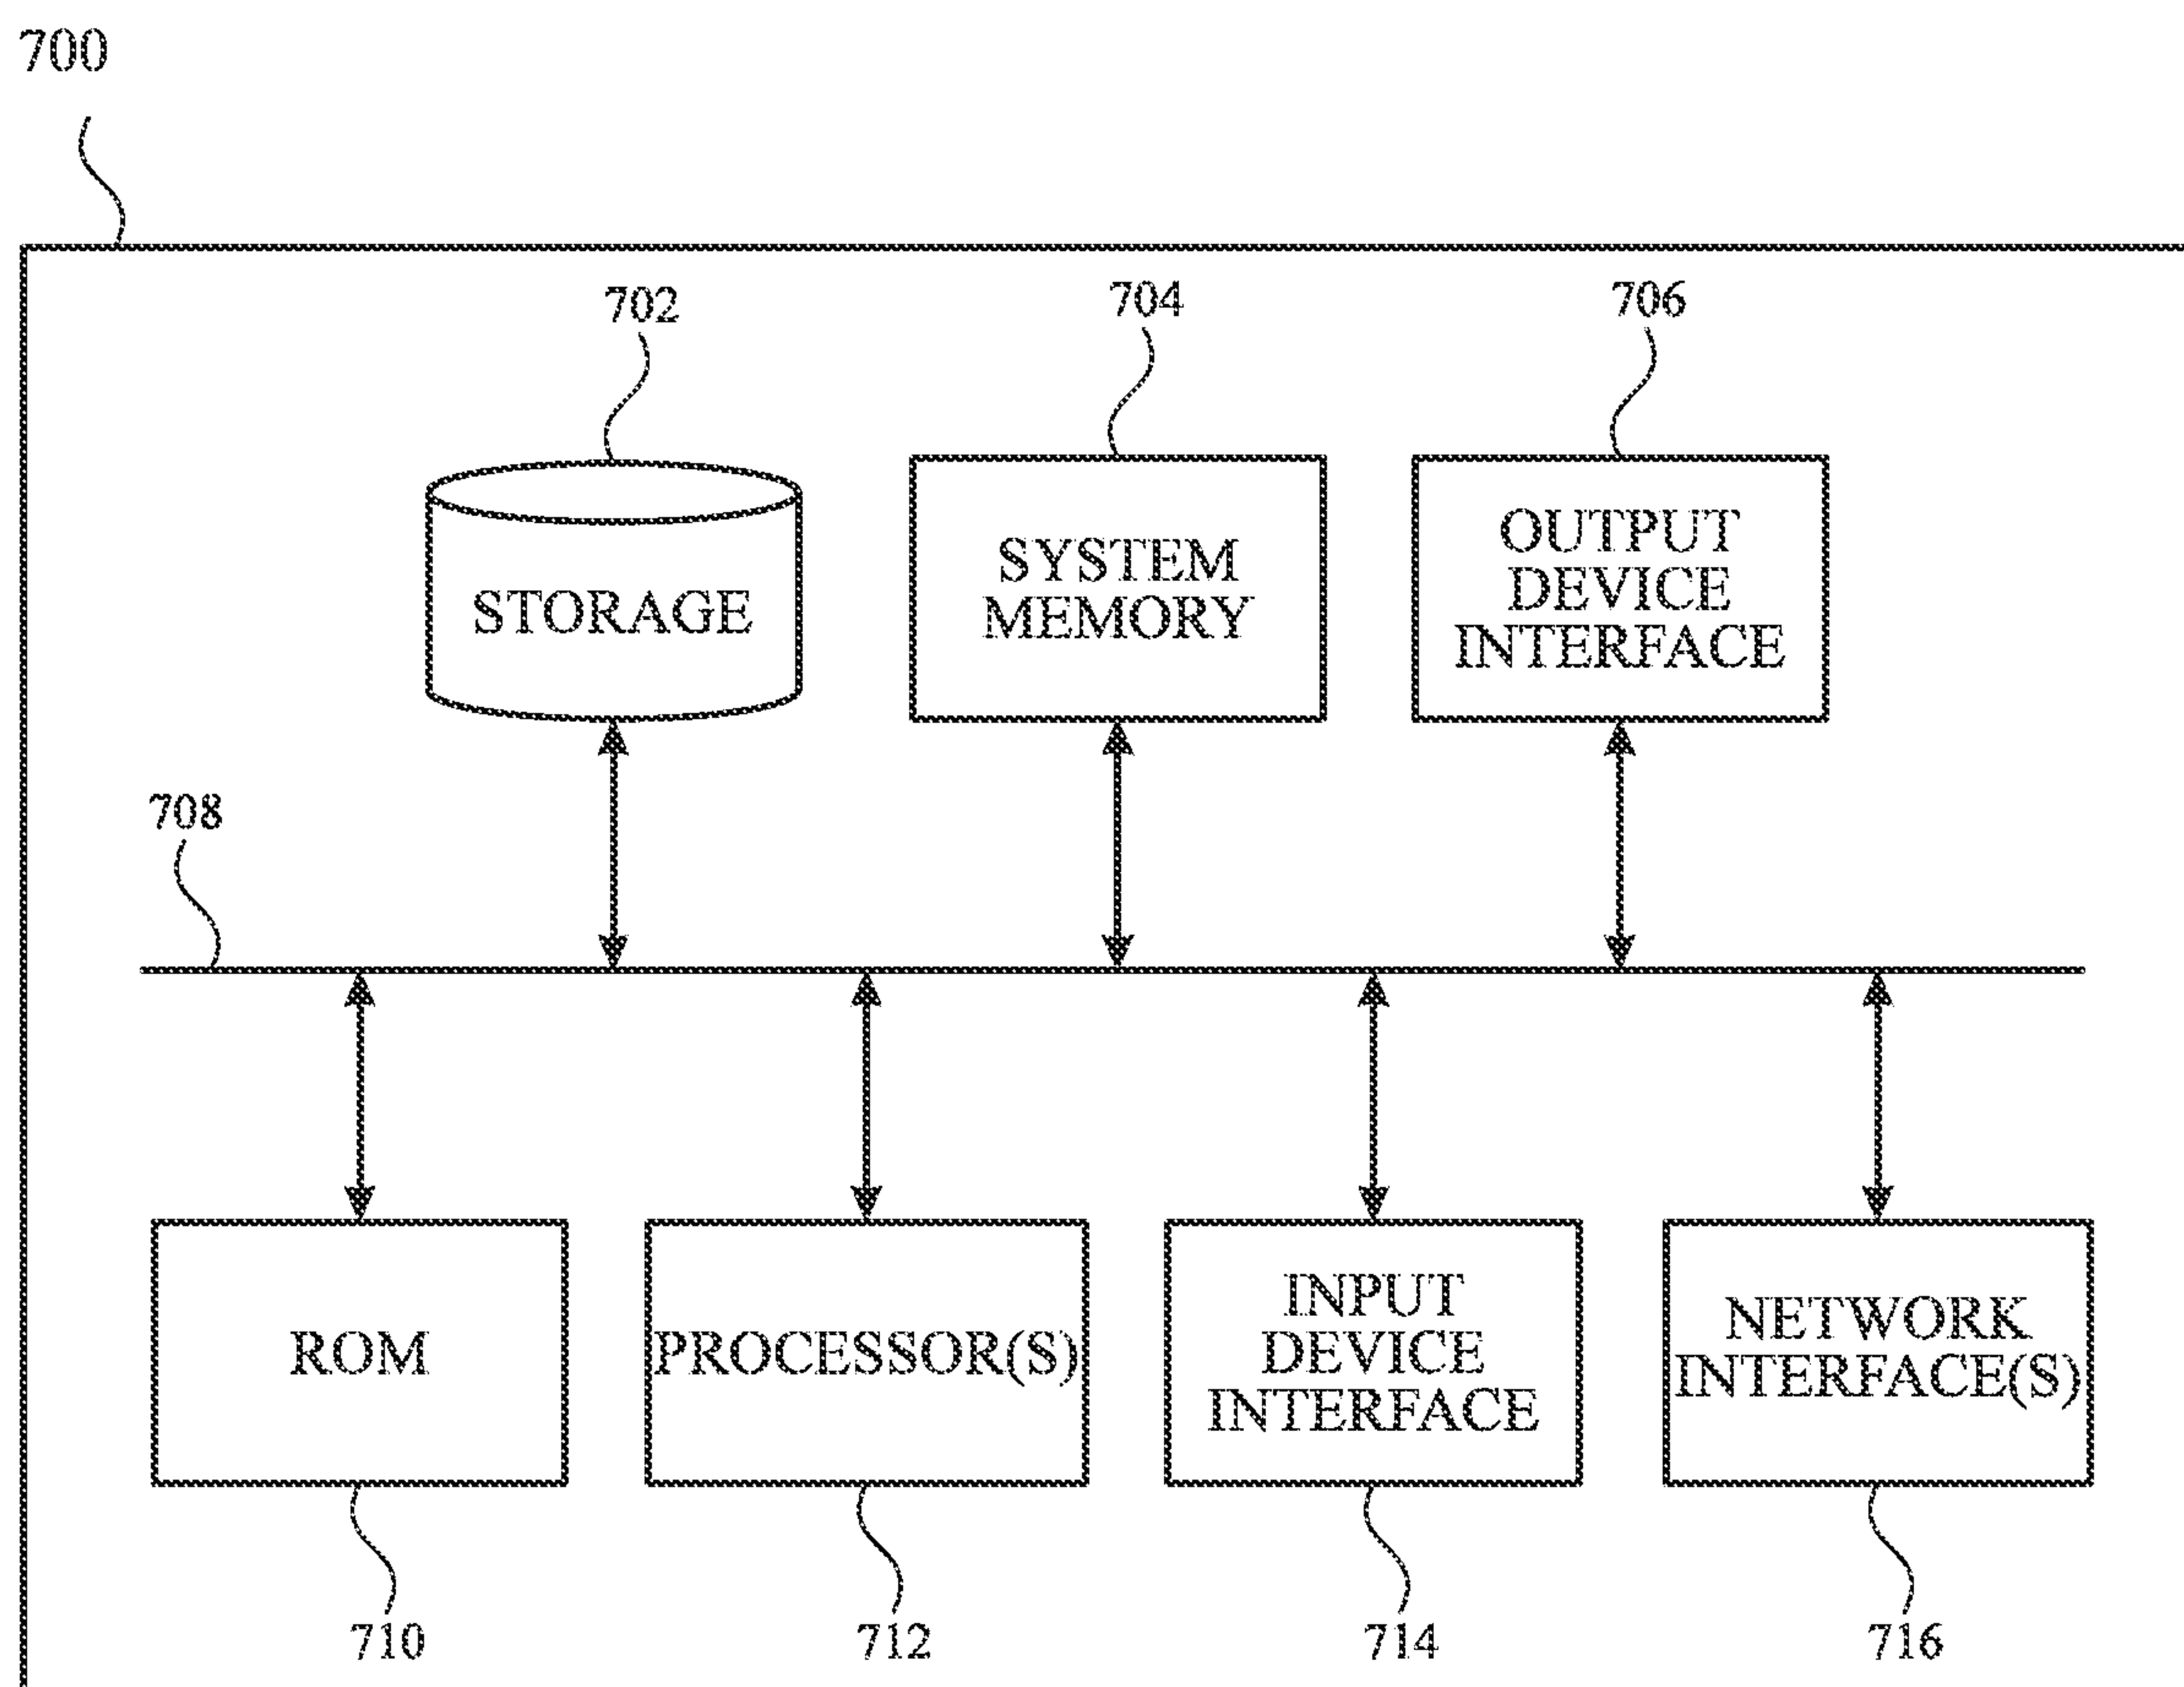 700
702
704
706
STORAGE
SYSTEM
MEMORY
OUTPUT
DEVICE
INTERFACE
708
ROM
PROCESSOR(S)
INPUT
DEVICE
INTERFACE
NETWORK
INTERFACE(S)
710
712
714
716